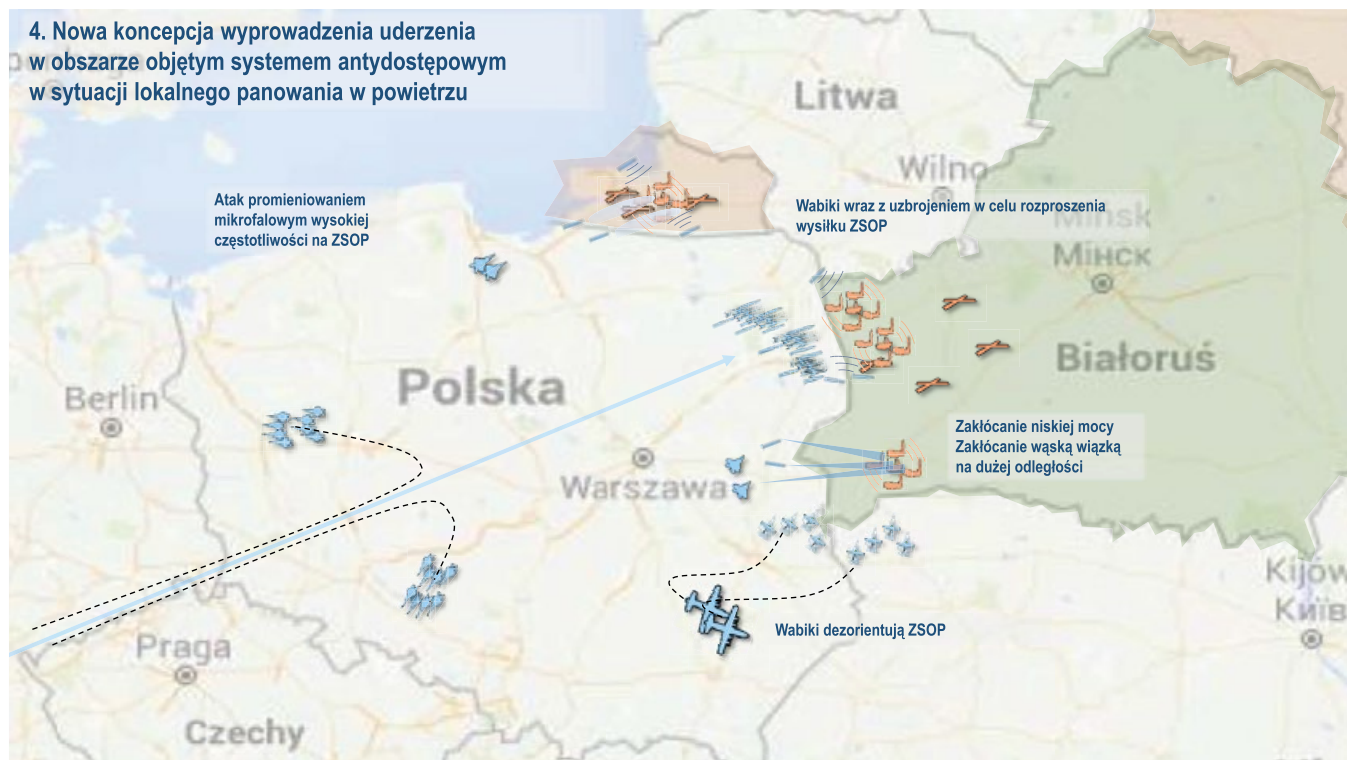 4. Nowa koncepcja wyprowadzenia uderzenia
w obszarze objętym systemem antydostępowym
w sytuacji lokalnego panowania w powietrzu
Litwa
Wilno
Atak promieniowaniem
mikrofalowym wysokiej
częstotliwości na ZSOP
Wabiki wraz z uzbrojeniem w celu rozproszenia
wysiłku ZSOP
Mińsk
Мінск
Białoruś
Polska
Berlin
Warszawa
Zakłócanie niskiej mocy
Zakłócanie wąską wiązką
na dużej odległości
Kijów
Київ
Wabiki dezorientują ZSOP
Praga
Czechy